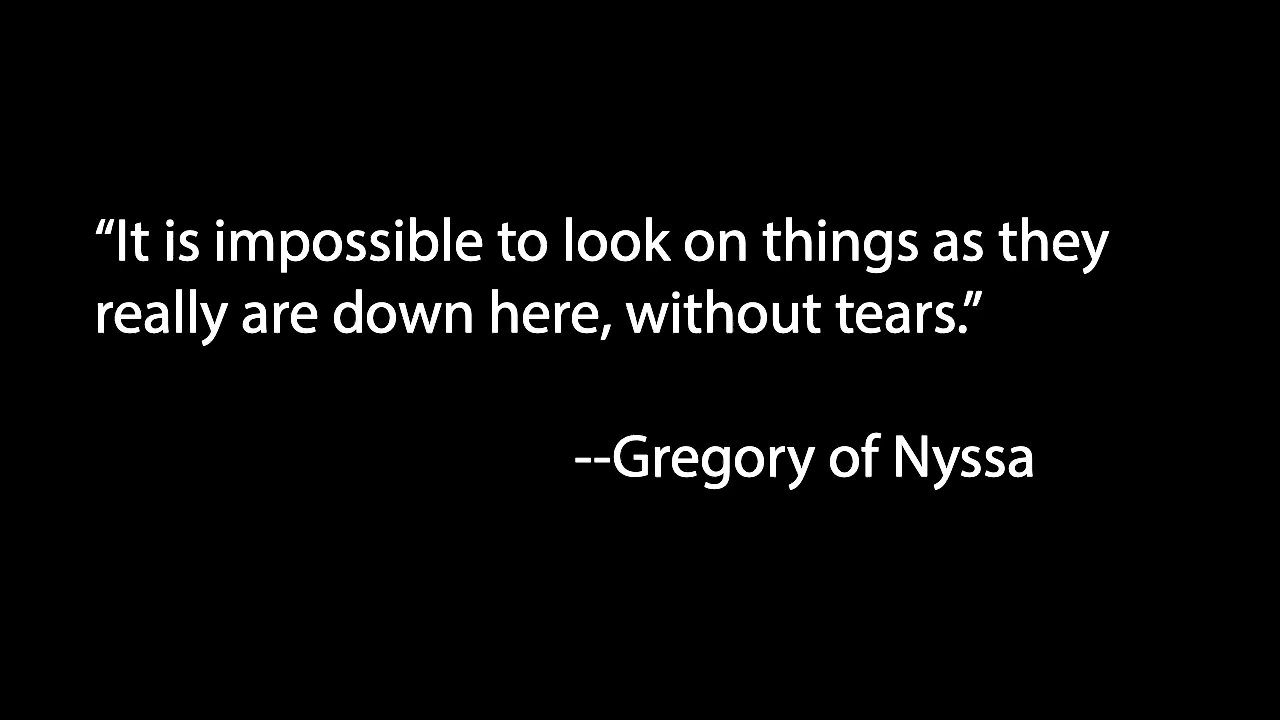 “It is impossible to look on things as they
really are down here, without tears.”
--Gregory of Nyssa